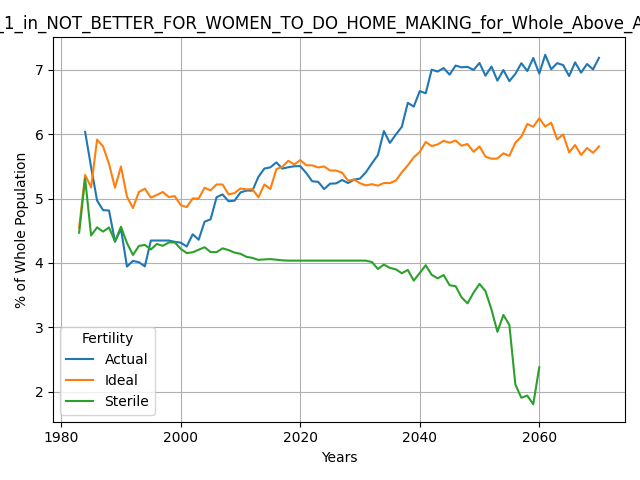 _1_in_NOT_BETTER_FOR_WOMEN_TO_DO_HOME_MAKING_for_Whole_Above_A
% of Whole Population
7
6
5
4
3
2
Fertility
Actual
Ideal
Sterile
1980
2000
2020
2040
2060
Years